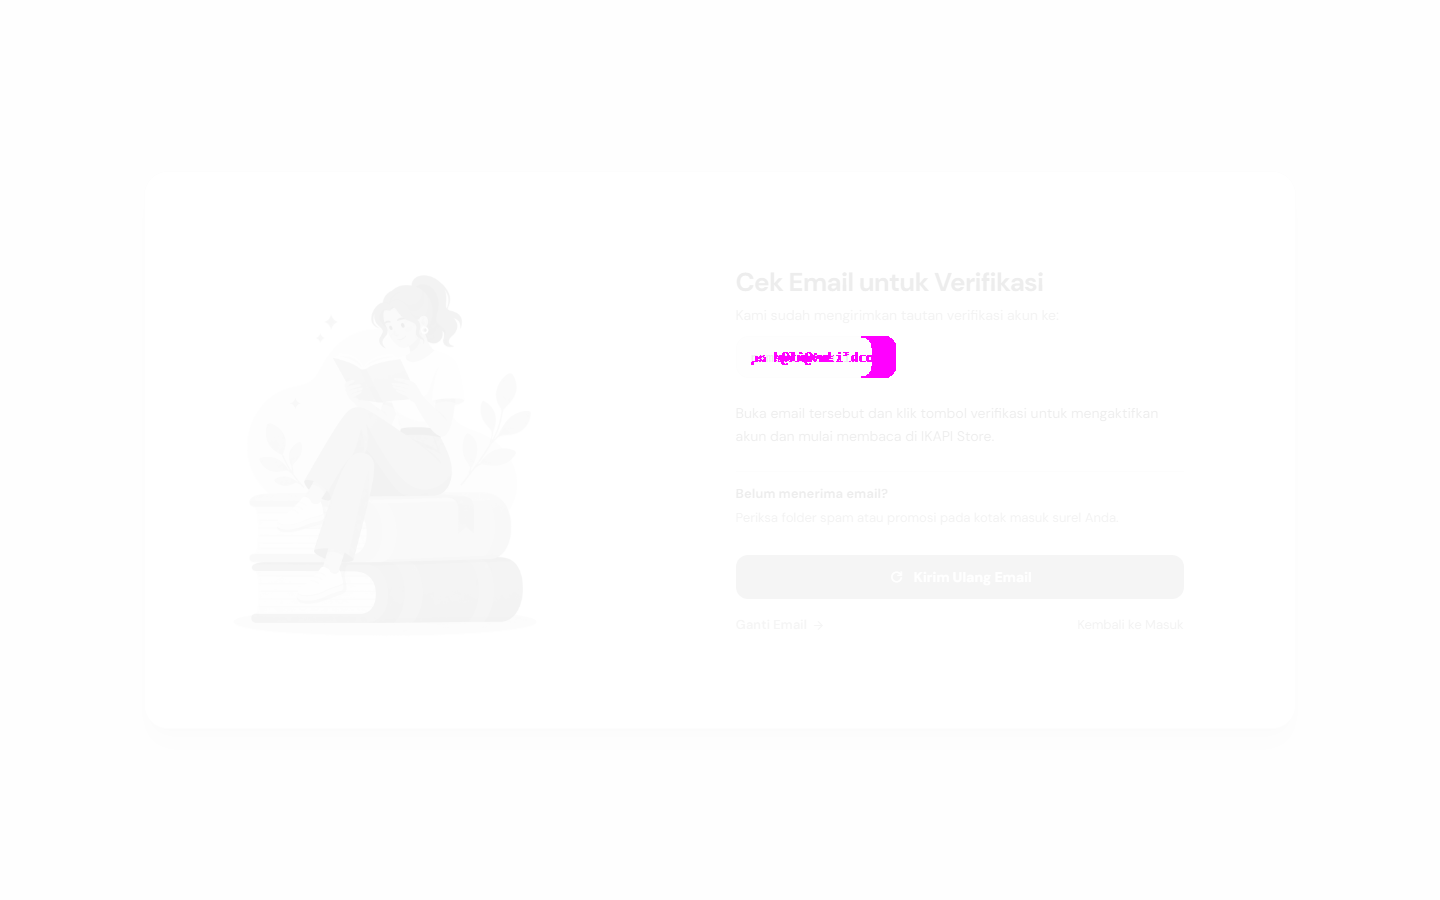 Cek Email untuk Verifikasi
Kami sudah mengirimkan tautan verifikasi akun ke:
Buka email tersebut dan klik tombol verifikasi untuk mengaktifkan
akun dan mulai membaca di IKAPI Store.
Belum menerima email?
Periksa folder spam atau promosi pada kotak masuk surel Anda.
Kirim Ulang Email
Ganti Email →
Kembali ke Masuk